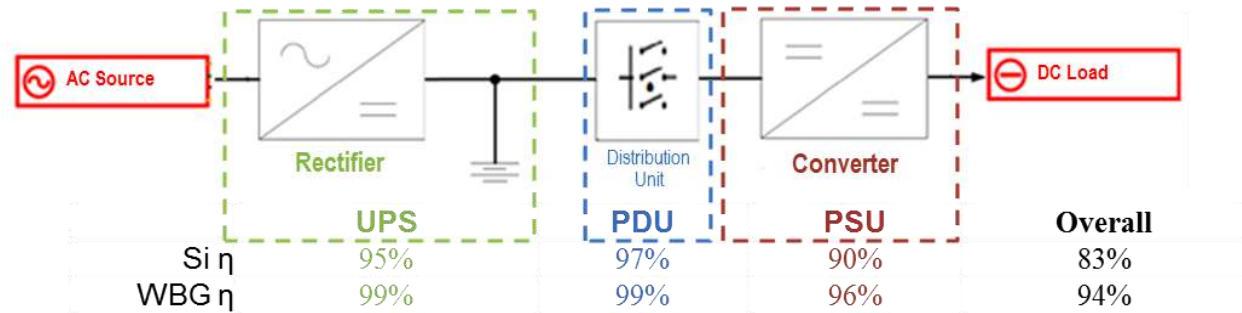 AC Source
DC Load
Rectifier
Distribution
Unit
Converter
UPS PDU PSU Overall
Si η 95% 97% 90% 83%
WBG η 99% 99% 96% 94%